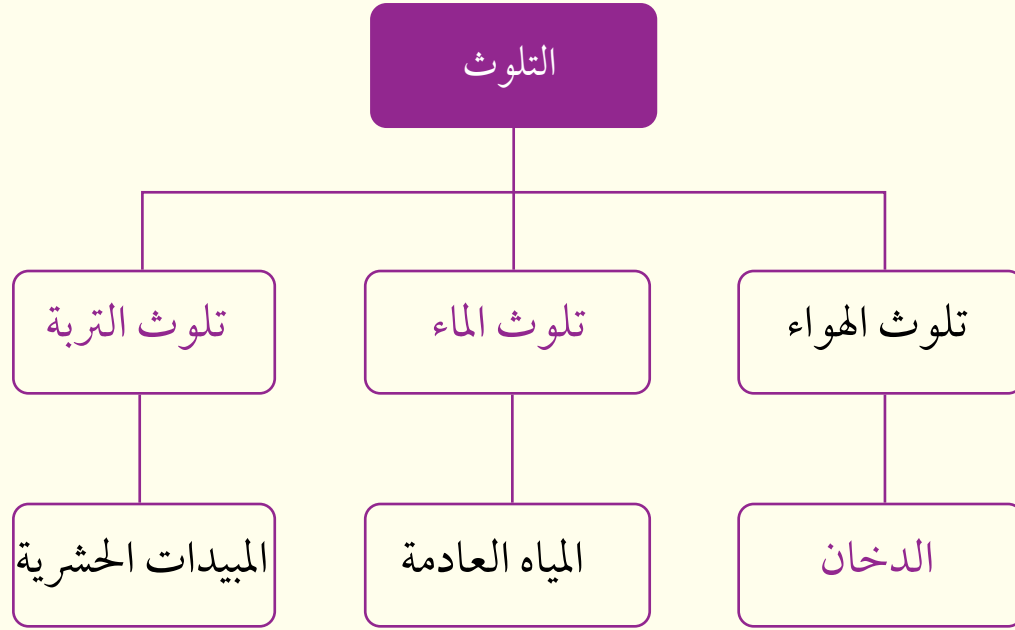 التلوث
تلوث الهواء
تلوث الماء
تلوث التربة
الدخان
المياه العادمة
المبيدات الحشرية